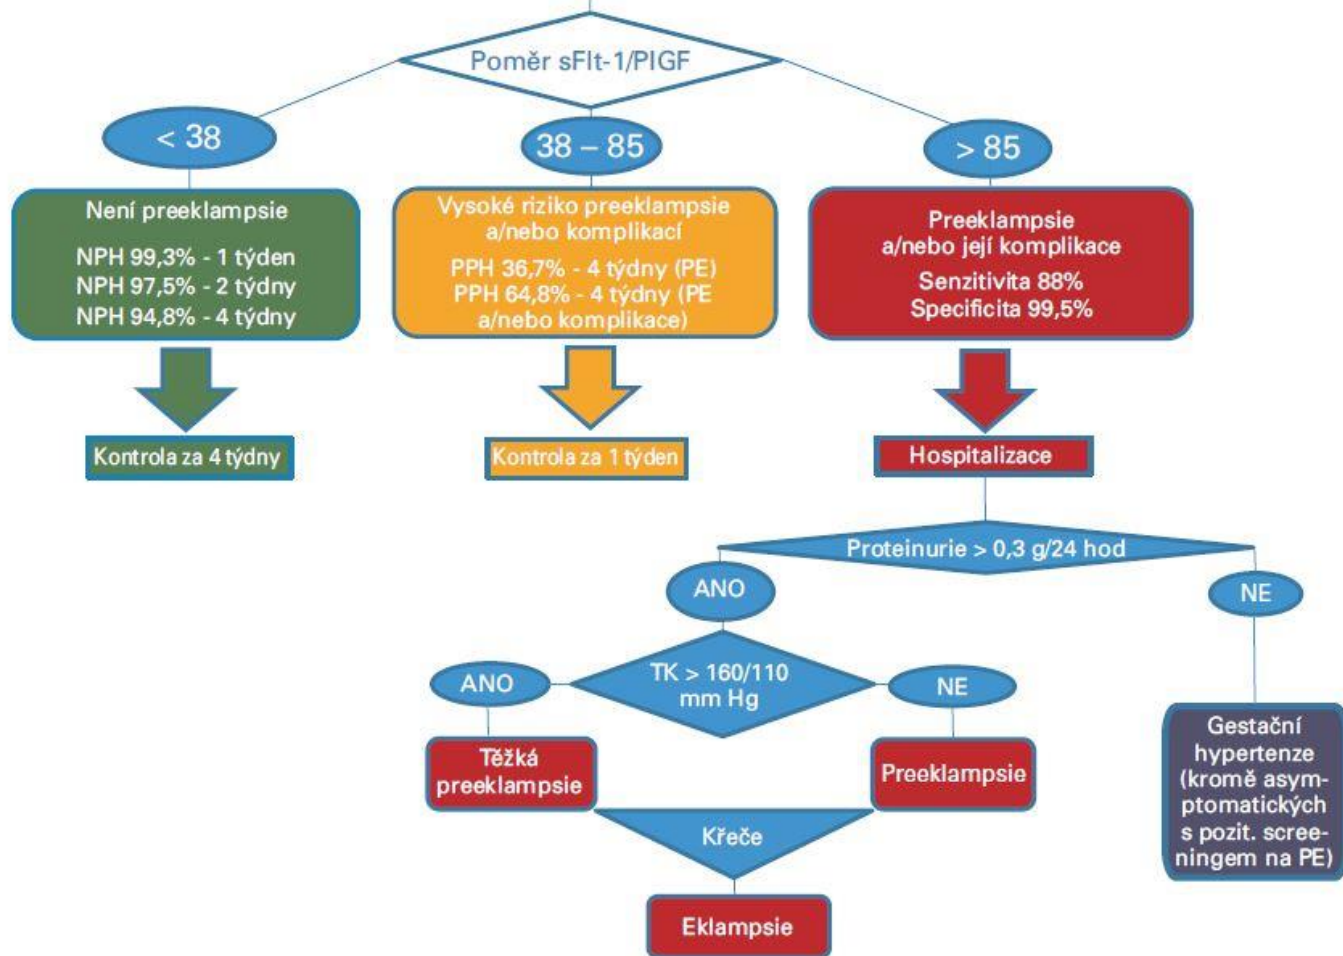 Poměr sFlt-1/PlGF
< 38
38 – 85
> 85
Není preeklampsie
NPH 99,3% - 1 týden
NPH 97,5% - 2 týdny
NPH 94,8% - 4 týdny
Vysoké riziko preeklampsie
a/nebo komplikací
PPH 36,7% - 4 týdny (PE)
PPH 64,8% - 4 týdny (PE
a/nebo komplikace)
Preeklampsie
a/nebo její komplikace
Senzitivita 88%
Specificita 99,5%
Kontrola za 4 týdny
Kontrola za 1 týden
Hospitalizace
Proteinurie > 0,3 g/24 hod
ANO
NE
TK > 160/110
mm Hg
ANO
NE
Těžká
preeklampsie
Preeklampsie
Gestační
hypertenze
(kromě asym-
ptomatických
s pozit. scree-
ningem na PE)
Křeče
Eklampsie